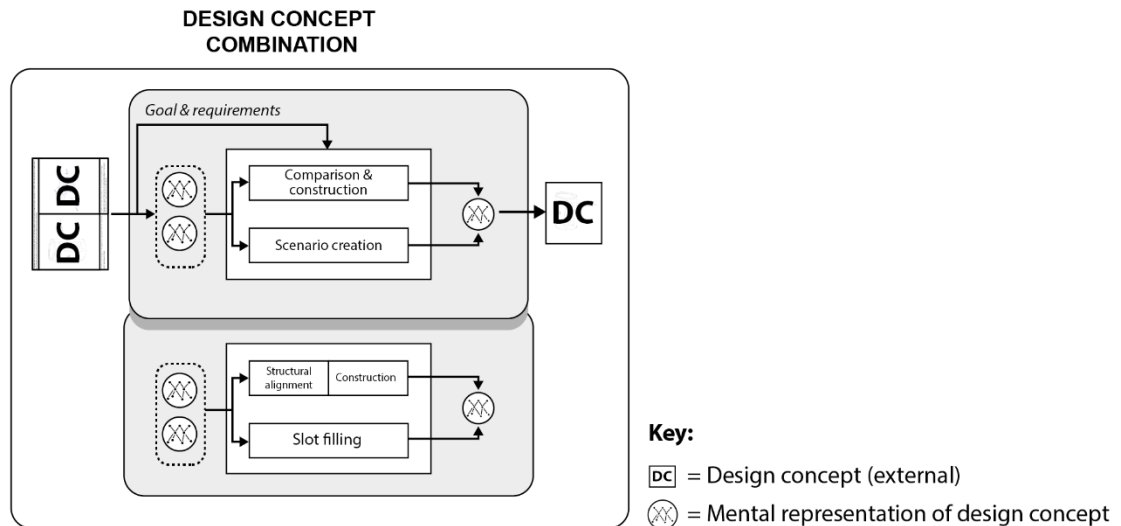 DESIGN CONCEPT
COMBINATION
Goal & requirements
DC
DC
Comparison &
construction
Scenario creation
DC
Structural
alignment
Construction
Slot filling
Key:
DC = Design concept (external)
= Mental representation of design concept